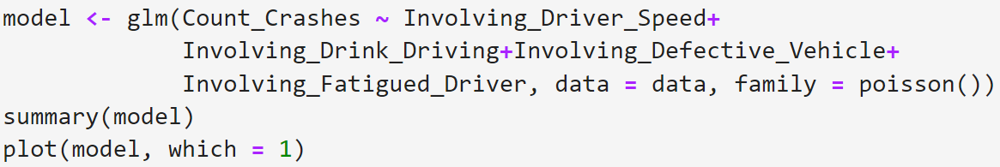 model <- glm(Count_Crashes ~ Involving_Driver_Speed+
Involving_Drink_Driving+Involving_Defective_Vehicle+
Involving_Fatigued_Driver, data = data, family = poisson())
summary(model)
plot(model, which = 1)